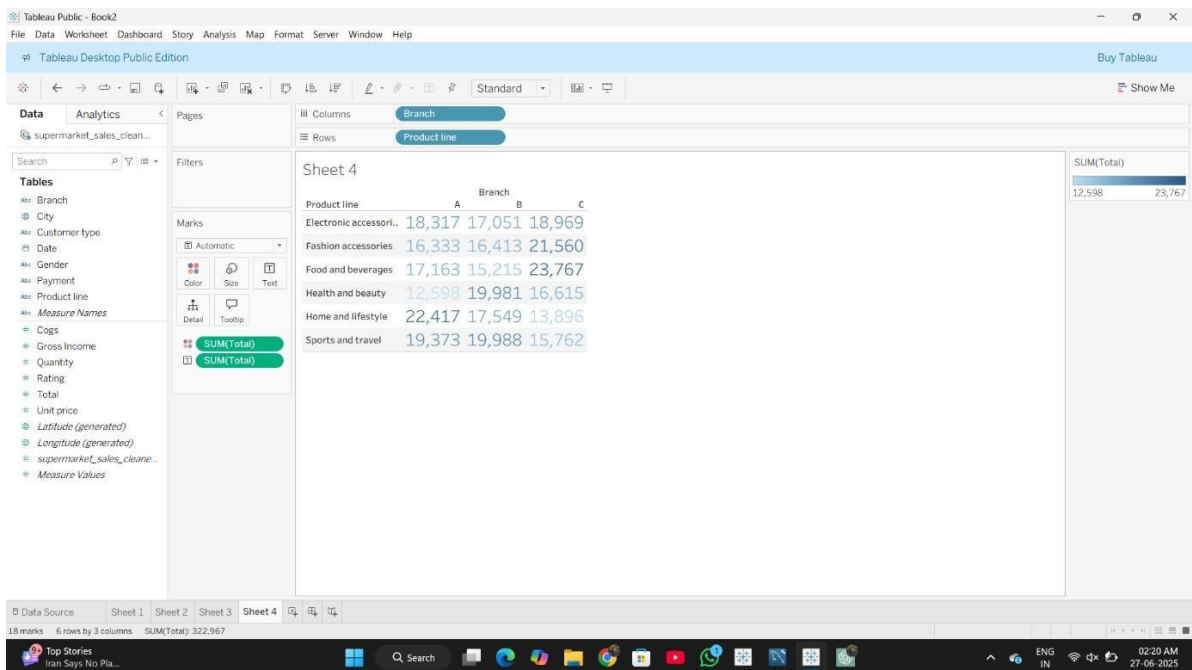 Tableau Public - Book2
File Data Worksheet Dashboard Story Analysis Map Format Server Window Help
Tableau Desktop Public Edition
Buy Tableau
Standard
Show Me
Data Analytics
supermarket_sales_clean...
Search
Tables
Abc Branch
City
Abc Customer type
Date
Abc Gender
Abc Payment
Abc Product line
Abc Measure Names
# Cogs
# Gross Income
# Quantity
# Rating
# Total
# Unit price
Latitude (generated)
Longitude (generated)
# supermarket_sales_cleane...
# Measure Values
Pages
Filters
Marks
Automatic
Color Size Text
Detail Tooltip
SUM(Total)
SUM(Total)
Columns Branch
Rows Product line
Sheet 4
Branch
Product line A B C
Electronic accessori.. 18,317 17,051 18,969
Fashion accessories 16,333 16,413 21,560
Food and beverages 17,163 15,215 23,767
Health and beauty 12,598 19,981 16,615
Home and lifestyle 22,417 17,549 13,896
Sports and travel 19,373 19,988 15,762
SUM(Total)
12,598 23,767
Data Source Sheet 1 Sheet 2 Sheet 3 Sheet 4
18 marks 6 rows by 3 columns SUM(Total): 322,967
9+ Top Stories
Iran Says No Pla...
Search
ENG
IN
02:20 AM
27-06-2025